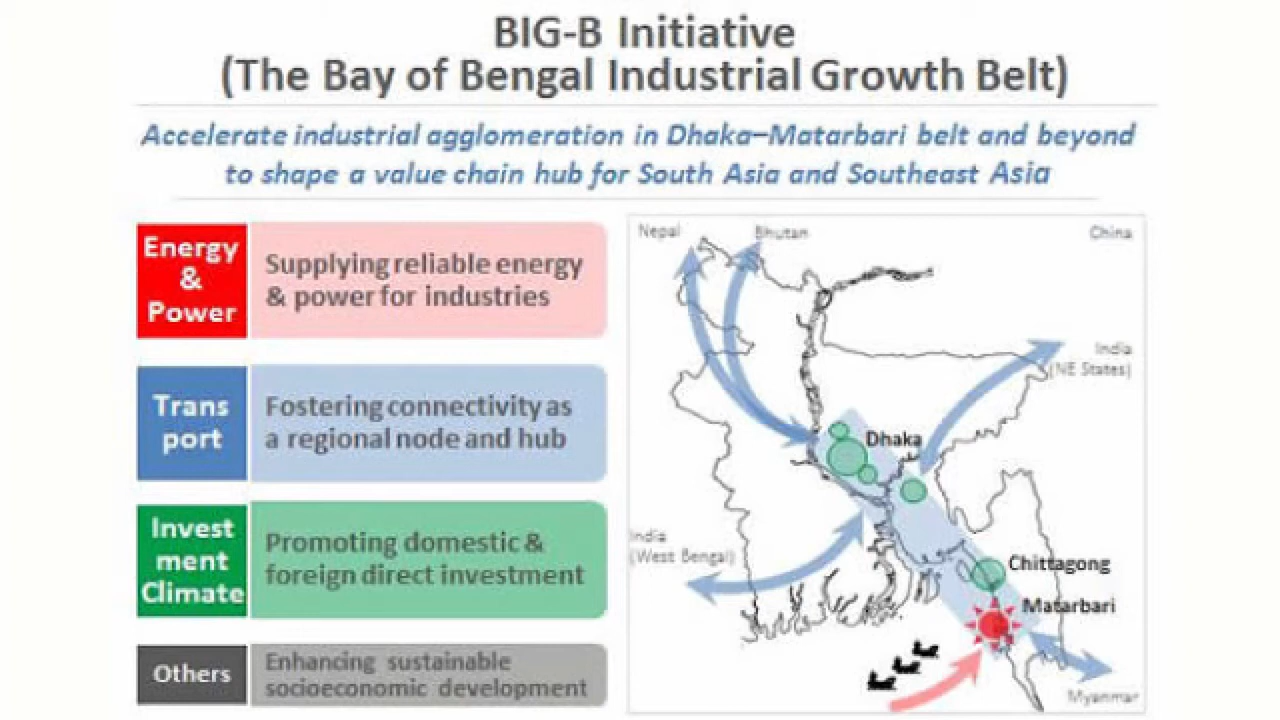 BIG-B Initiative
(The Bay of Bengal Industrial Growth Belt)
Accelerate industrial agglomeration in Dhaka–Matarbari belt and beyond
to shape a value chain hub for South Asia and Southeast Asia
Energy
&
Power
Supplying reliable energy
& power for industries
Trans
port
Fostering connectivity as
a regional node and hub
Invest
ment
Climate
Promoting domestic &
foreign direct investment
Others
Enhancing sustainable
socioeconomic development
Nepal
Bhutan
China
India
(NE States)
Dhaka
India
(West Bengal)
Chittagong
Matarbari
Myanmar